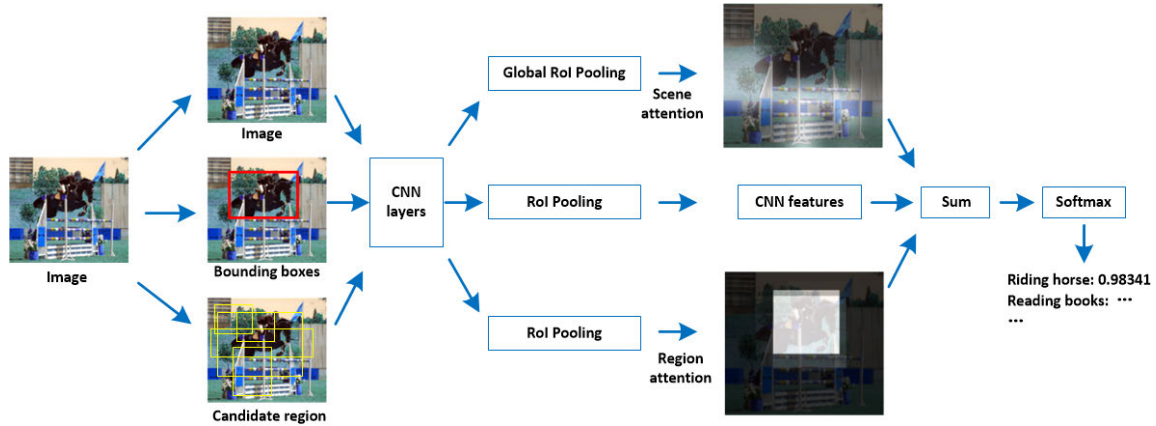 Image
Image
Bounding boxes
Candidate region
CNN
layers
Global RoI Pooling
RoI Pooling
RoI Pooling
Scene
attention
Region
attention
CNN features
Sum
Softmax
Riding horse: 0.98341
Reading books: ...
...